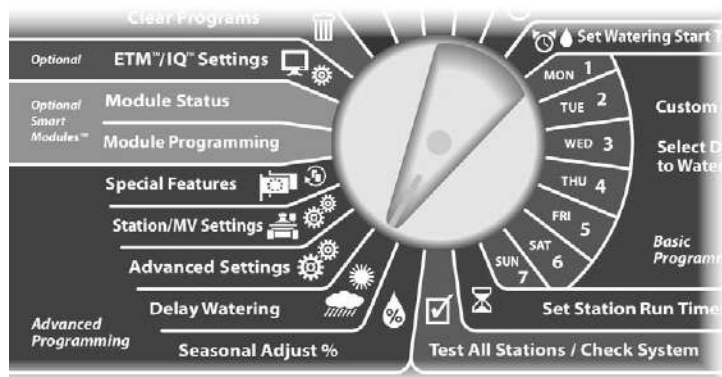 Clear Programs
Optional
ETM™/IQ™ Settings
Optional
Smart
Modules™
Module Status
Module Programming
Special Features
Station/MV Settings
Advanced Settings
Delay Watering
Advanced
Programming
Seasonal Adjust %
%
Set Watering Start
MON 1
TUE 2
WED 3
THU 4
FRI 5
SAT 6
SUN 7
Custom
Select
to Water
Basic
Set Station Run Time
Test All Stations / Check System